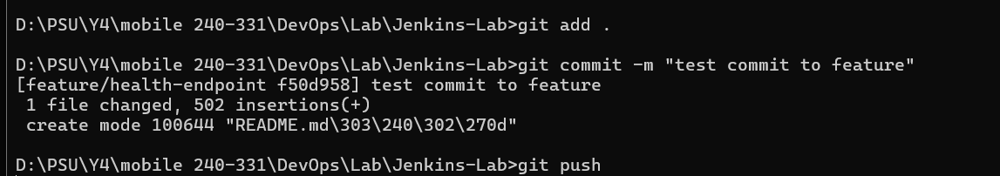 D:\PSU\Y4\mobile 240-331\DevOps\Lab\Jenkins-Lab>git add .
D:\PSU\Y4\mobile 240-331\DevOps\Lab\Jenkins-Lab>git commit -m "test commit to feature"
[feature/health-endpoint f50d958] test commit to feature
 1 file changed, 502 insertions(+)
 create mode 100644 "README.md\303\240\302\270d"
D:\PSU\Y4\mobile 240-331\DevOps\Lab\Jenkins-Lab>git push